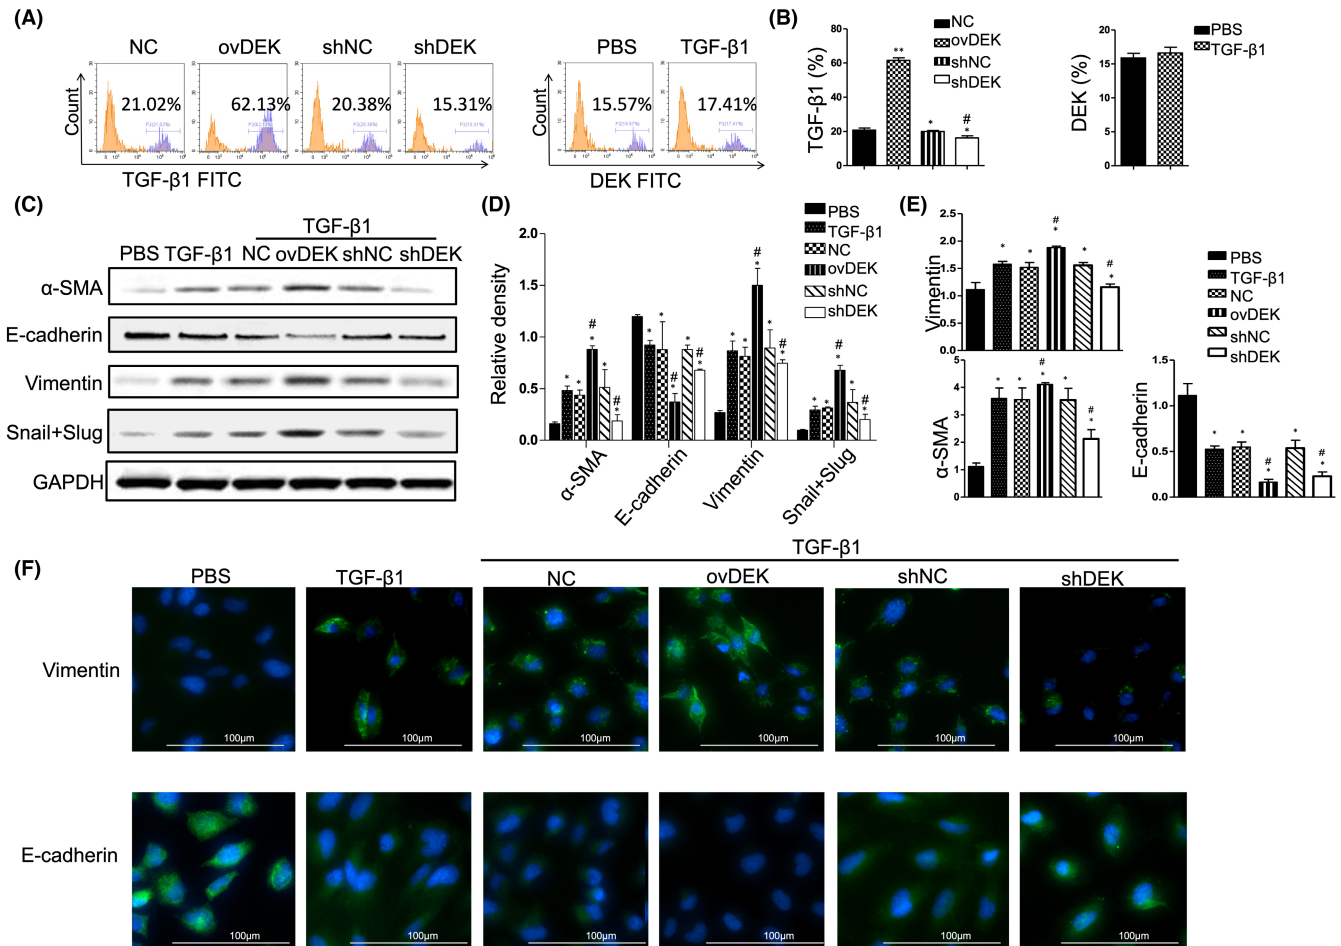 (A)
NC ovDEK shNC shDEK
21.02% 62.13% 20.38% 15.31%
Count
TGF-β1 FITC
PBS TGF-β1
15.57% 17.41%
Count
DEK FITC
(B)
NC
ovDEK
shNC
shDEK
TGF-β1 (%)
80
60
40
20
0
**
*
#
*
PBS
TGF-β1
DEK (%)
20
15
10
5
0
(C)
TGF-β1
PBS TGF-β1 NC ovDEK shNC shDEK
α-SMA
E-cadherin
Vimentin
Snail+Slug
GAPDH
(D)
PBS
TGF-β1
NC
ovDEK
shNC
shDEK
Relative density
2.0
1.5
1.0
0.5
0.0
α-SMA E-cadherin Vimentin Snail+Slug
(E)
Vimentin
2.5
2.0
1.5
1.0
0.5
0.0
PBS
TGF-β1
NC
ovDEK
shNC
shDEK
α-SMA
5
4
3
2
1
0
E-cadherin
1.5
1.0
0.5
0.0
(F)
TGF-β1
PBS TGF-β1 NC ovDEK shNC shDEK
Vimentin
100μm 100μm 100μm 100μm 100μm 100μm
E-cadherin
100μm 100μm 100μm 100μm 100μm 100μm